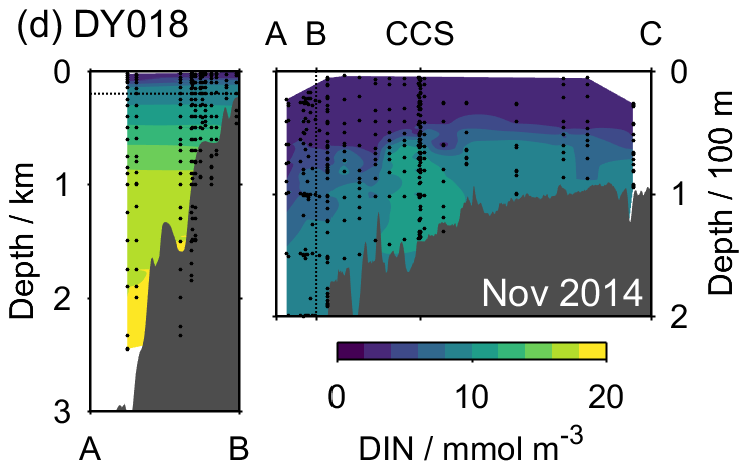 (d) DY018
A B CCS C
0
1
2
3
Depth / km
A B
0
1
2
Depth / 100 m
Nov 2014
0 10 20
DIN / mmol m⁻³